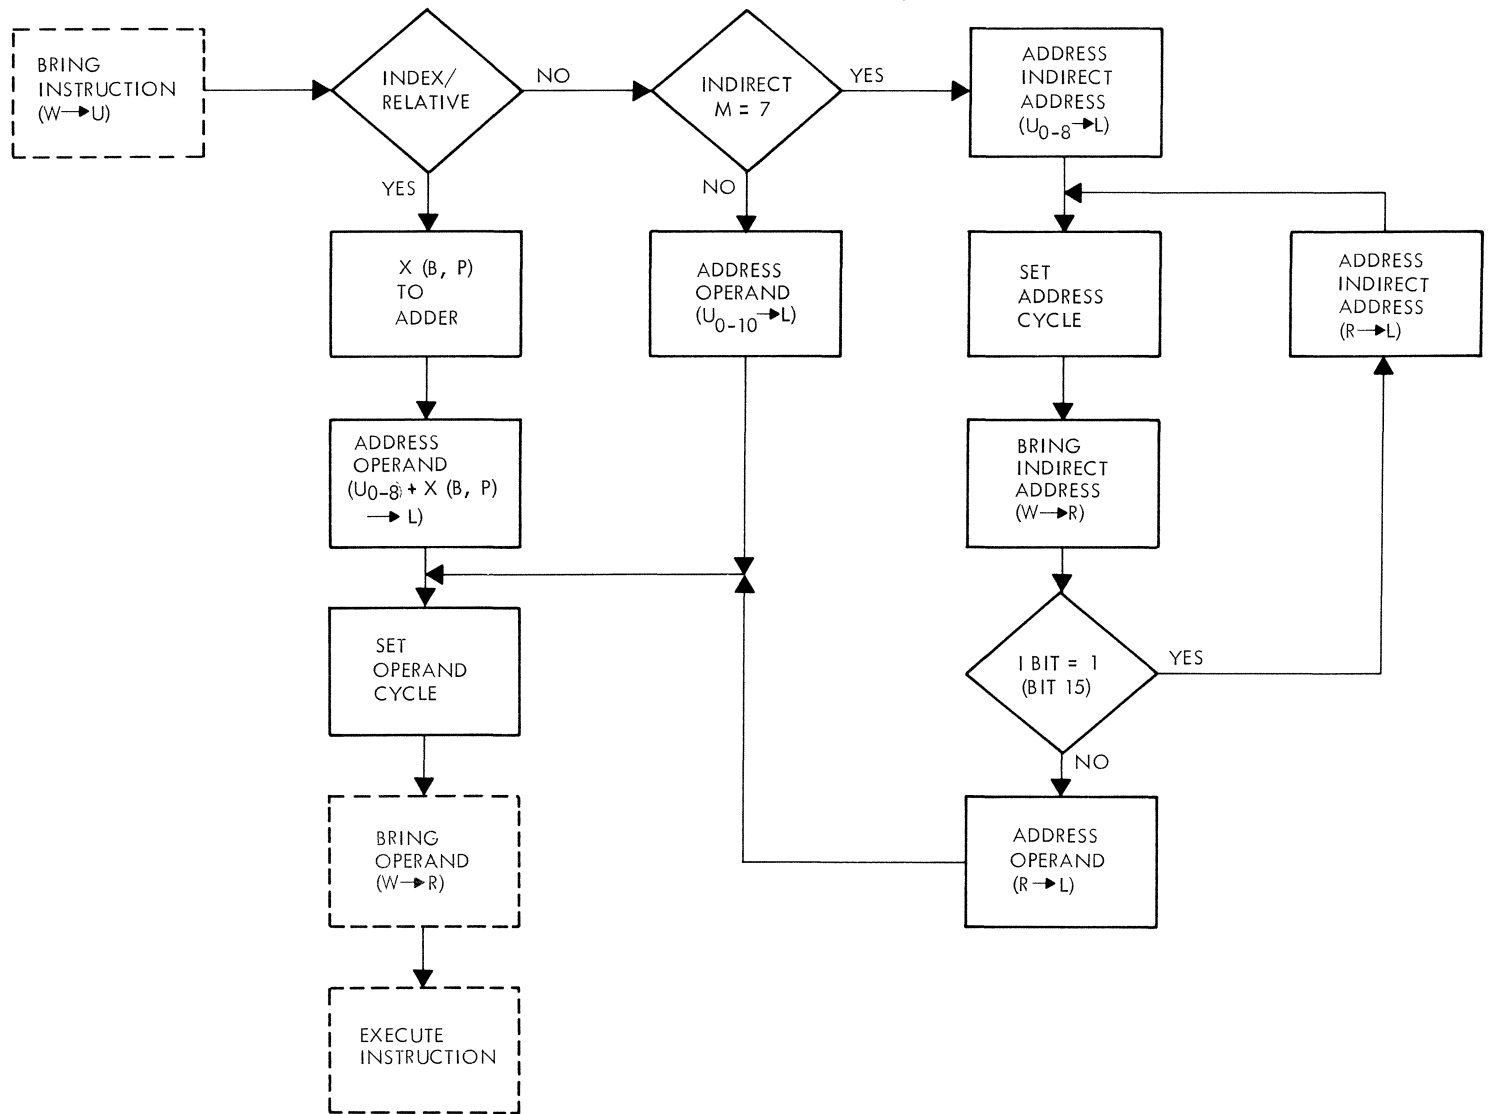 BRING
INSTRUCTION
(W→U)
INDEX/
RELATIVE
NO
INDIRECT
M = 7
YES
ADDRESS
INDIRECT
ADDRESS
(U0-8→L)
YES
NO
X (B, P)
TO
ADDER
ADDRESS
OPERAND
(U0-10→L)
SET
ADDRESS
CYCLE
ADDRESS
INDIRECT
ADDRESS
(R→L)
ADDRESS
OPERAND
(U0-8) + X (B, P)
→ L)
BRING
INDIRECT
ADDRESS
(W→R)
SET
OPERAND
CYCLE
I BIT = 1
(BIT 15)
YES
NO
BRING
OPERAND
(W→R)
ADDRESS
OPERAND
(R→L)
EXECUTE
INSTRUCTION